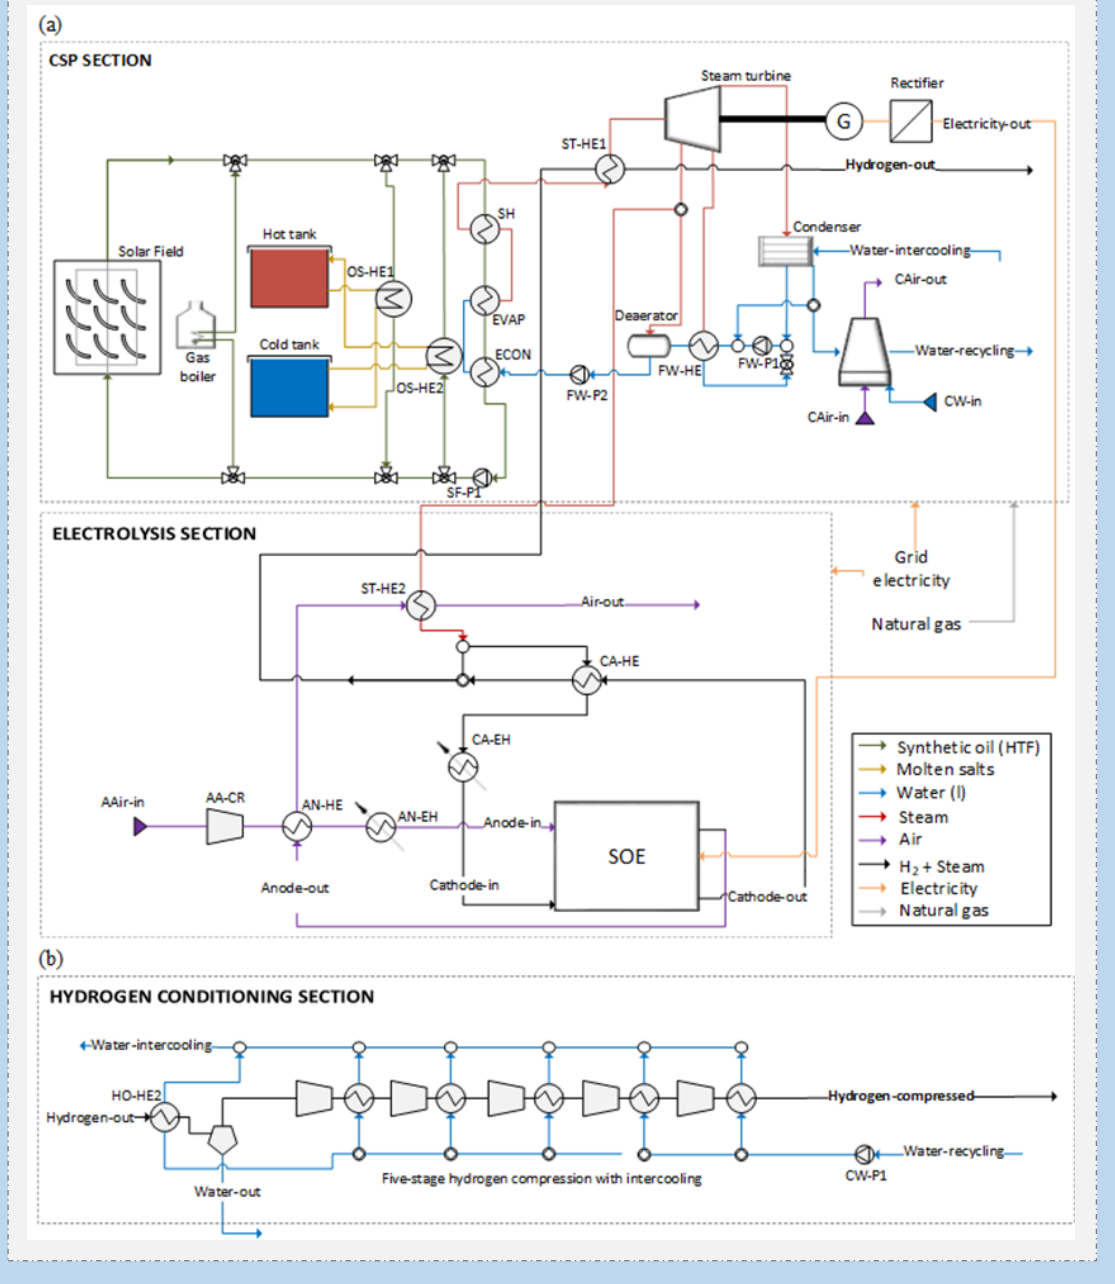 (a)
CSP SECTION
Steam turbine
Rectifier
G
Electricity-out
ST-HE1
Hydrogen-out
SH
Hot tank
Condenser
Solar Field
Water-intercooling
OS-HE1
CAir-out
EVAP
Deaerator
Gas
boiler
Cold tank
ECON
Water-recycling
FW-HE
FW-P1
OS-HE2
FW-P2
CW-in
CAir-in
SF-P1
ELECTROLYSIS SECTION
Grid
electricity
ST-HE2
Air-out
Natural gas
CA-HE
CA-EH
Synthetic oil (HTF)
Molten salts
Water (l)
Steam
Air
H₂ + Steam
Electricity
Natural gas
AAir-in
AA-CR
AN-HE
AN-EH
Anode-in
SOE
Anode-out
Cathode-in
Cathode-out
(b)
HYDROGEN CONDITIONING SECTION
Water-intercooling
HO-HE2
Hydrogen-out
Hydrogen-compressed
Water-recycling
CW-P1
Five-stage hydrogen compression with intercooling
Water-out